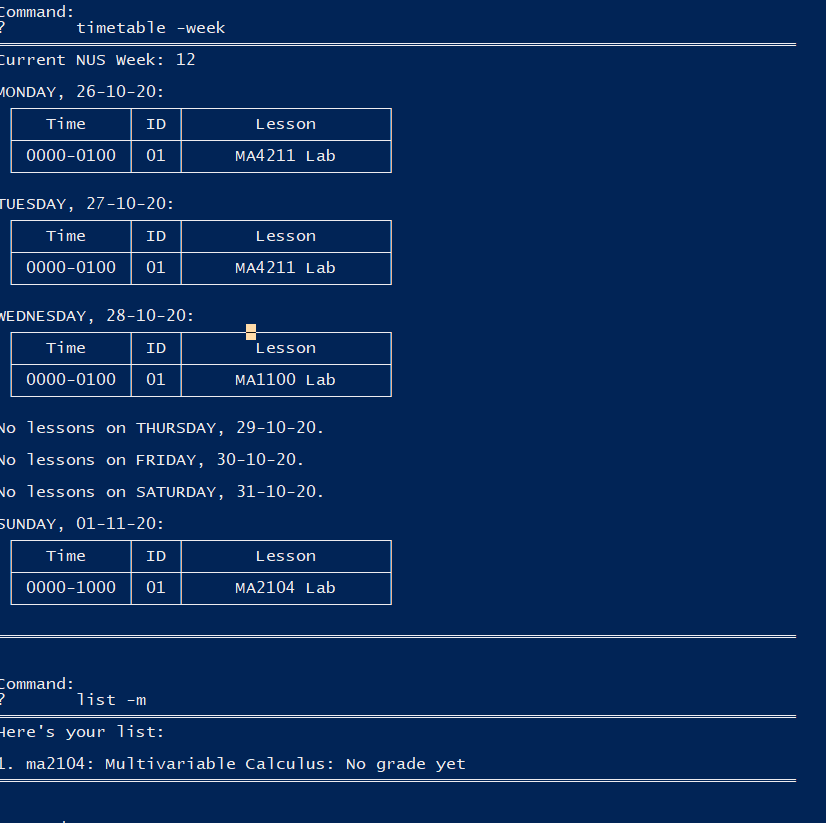 Command:
?       timetable -week
Current NUS Week: 12
MONDAY, 26-10-20:
Time ID Lesson
0000-0100 01 MA4211 Lab
TUESDAY, 27-10-20:
Time ID Lesson
0000-0100 01 MA4211 Lab
WEDNESDAY, 28-10-20:
Time ID Lesson
0000-0100 01 MA1100 Lab
No lessons on THURSDAY, 29-10-20.
No lessons on FRIDAY, 30-10-20.
No lessons on SATURDAY, 31-10-20.
SUNDAY, 01-11-20:
Time ID Lesson
0000-1000 01 MA2104 Lab
Command:
?       list -m
Here's your list:
1. ma2104: Multivariable Calculus: No grade yet